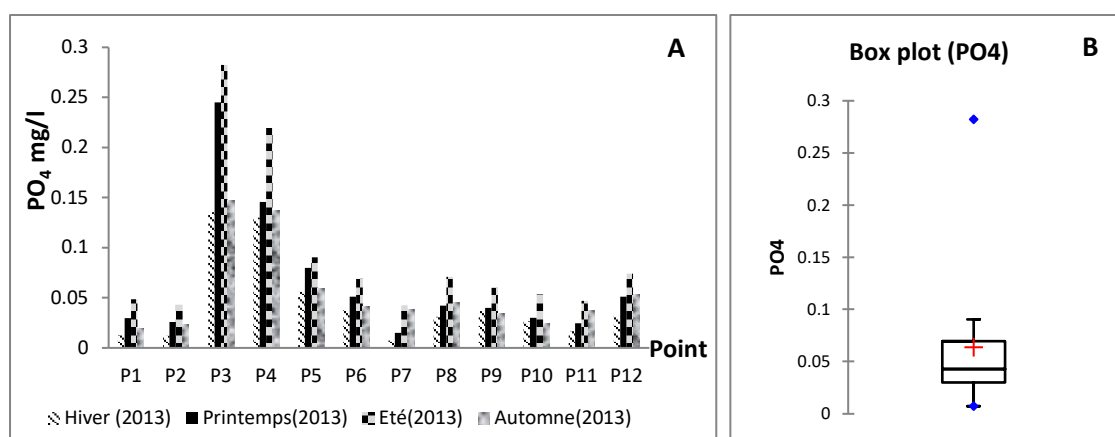 A
PO4 mg/l
0.3
0.25
0.2
0.15
0.1
0.05
0
P1 P2 P3 P4 P5 P6 P7 P8 P9 P10 P11 P12
Point
Hiver (2013) Printemps(2013) Eté(2013) Automne(2013)
B
Box plot (PO4)
PO4
0.3
0.25
0.2
0.15
0.1
0.05
0